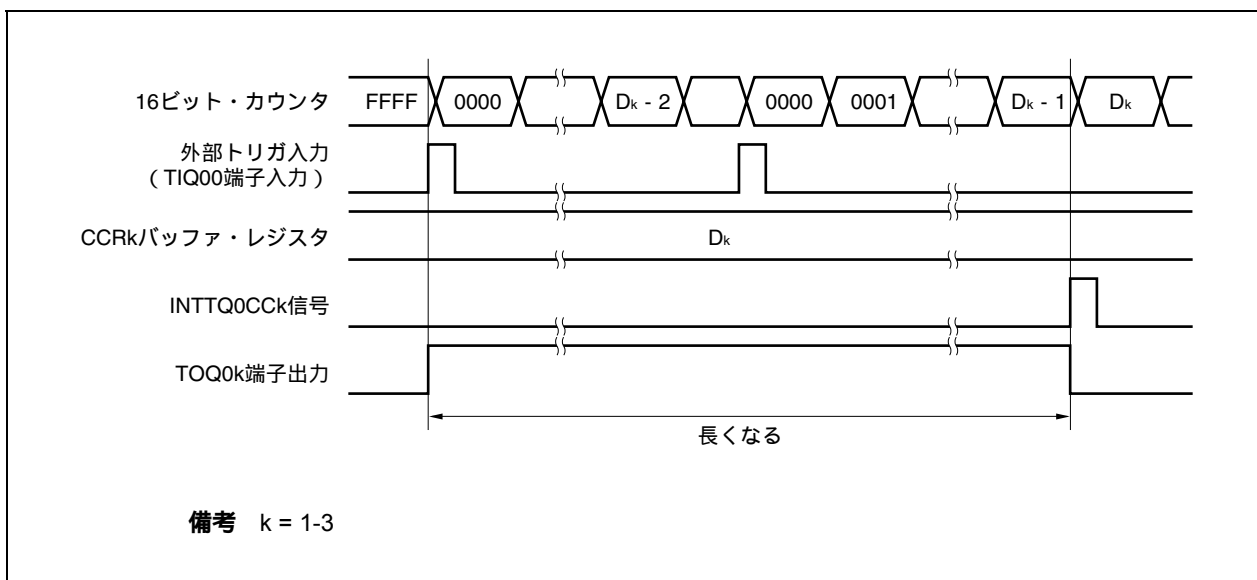 16ビット・カウンタ FFFF 0000 Dk - 2 0000 0001 Dk - 1 Dk
外部トリガ入力
（TIQ00端子入力）
CCRkバッファ・レジスタ Dk
INTTQ0CCk信号
TOQ0k端子出力
長くなる
備考 k = 1-3